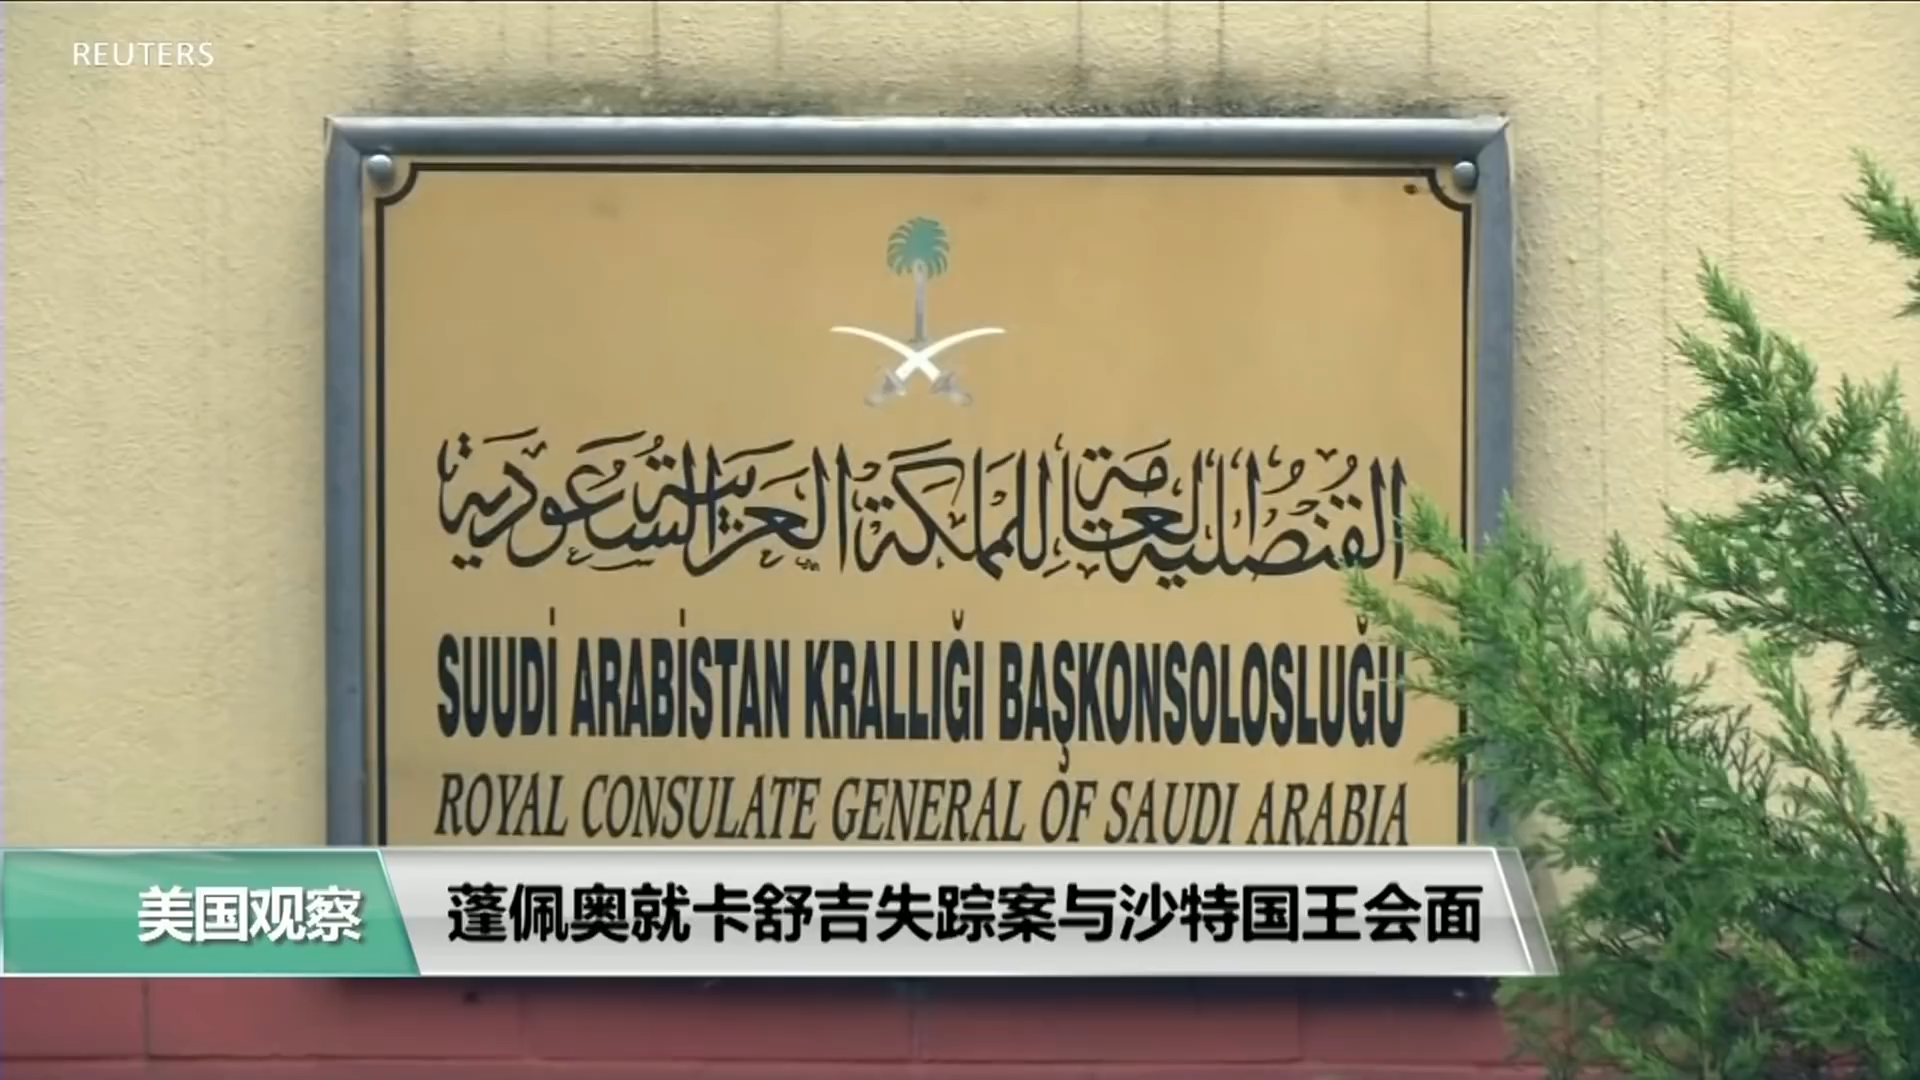 REUTERS
القنصلية العامة للمملكة العربية السعودية
SUUDİ ARABİSTAN KRALLIĞI BAŞKONSOLOSLUĞU
ROYAL CONSULATE GENERAL OF SAUDI ARABIA
美国观察
蓬佩奥就卡舒吉失踪案与沙特国王会面